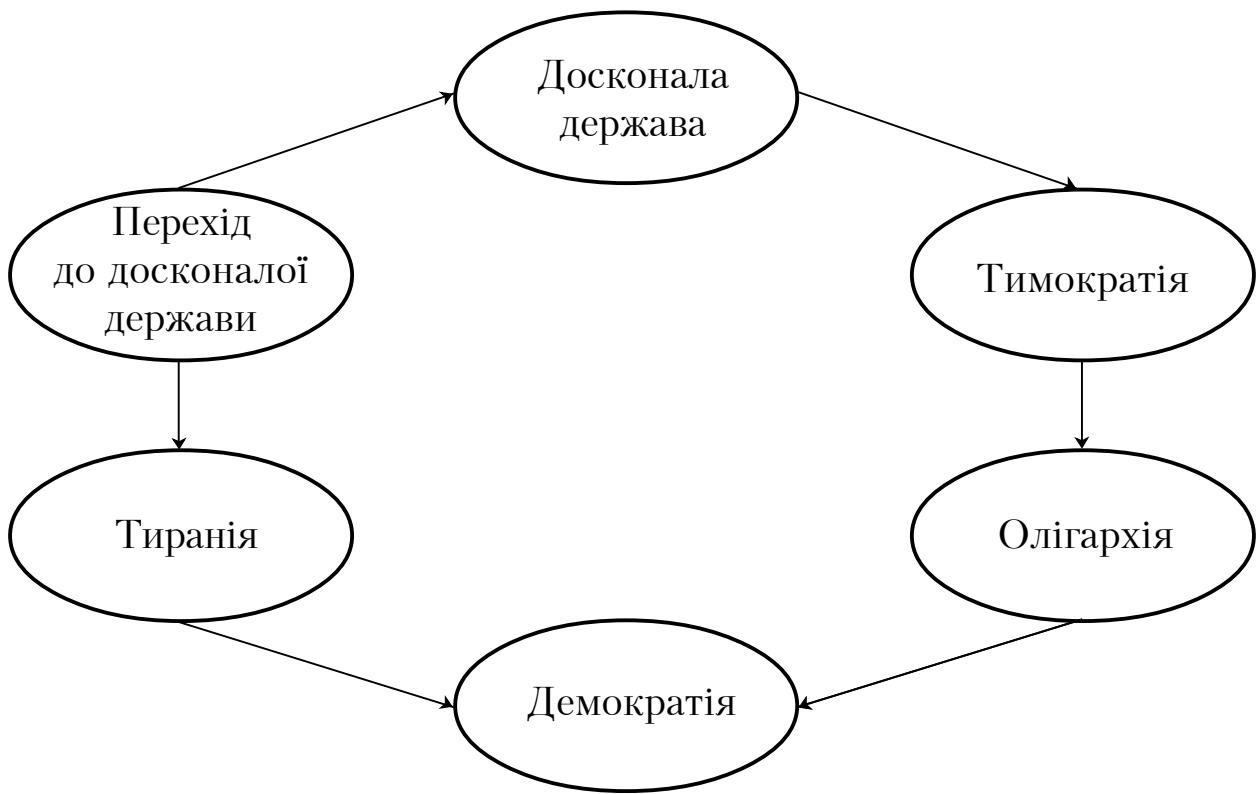 Досконала
держава
Перехід
до досконалої
держави
Тимократія
Тиранія
Олігархія
Демократія